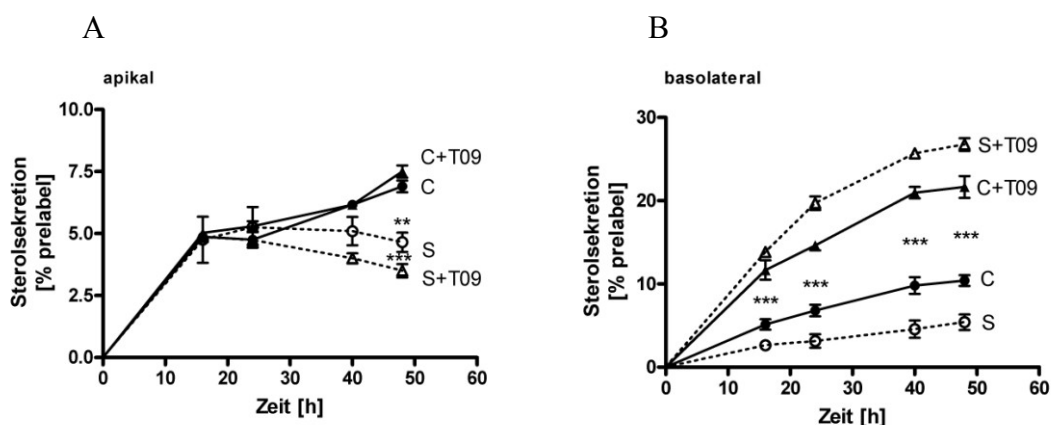 A
apikal
Sterolsekretion
[% prelabel]
10.0
7.5
5.0
2.5
0.0
C+T09
C
**
S
***
S+T09
0 10 20 30 40 50 60
Zeit [h]
B
basolateral
Sterolsekretion
[% prelabel]
30
20
10
0
S+T09
C+T09
*** ***
*** ***
C
S
0 10 20 30 40 50 60
Zeit [h]